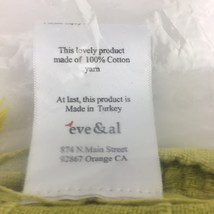 This lovely product
made of 100% Cotton
yarn
At last, this product is
Made in Turkey
eve&al
874 N.Main Street
92867 Orange CA